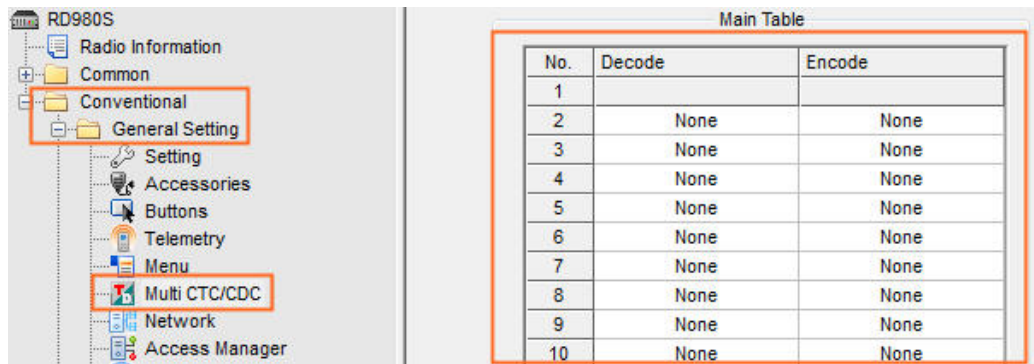 RD980S
Radio Information
Common
Conventional
General Setting
Setting
Accessories
Buttons
Telemetry
Menu
Multi CTC/CDC
Network
Access Manager
Main Table
No. Decode Encode
1
2 None None
3 None None
4 None None
5 None None
6 None None
7 None None
8 None None
9 None None
10 None None